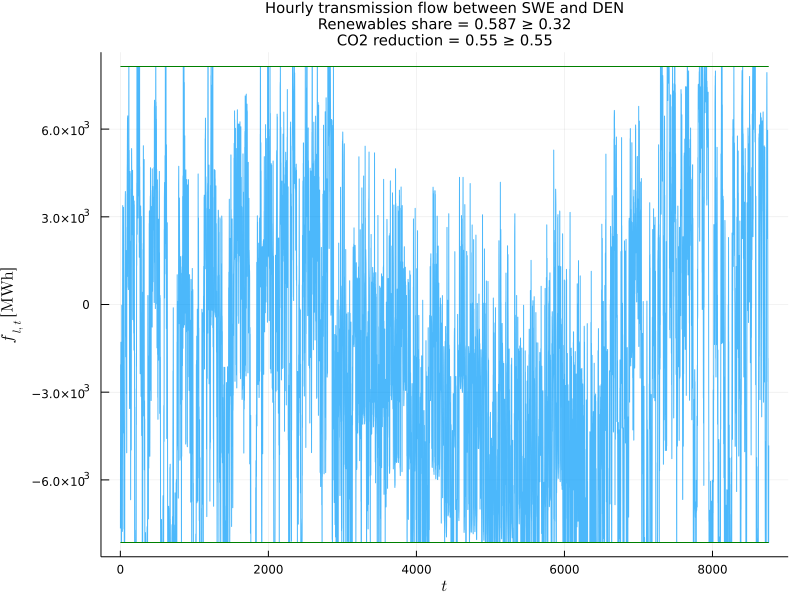 Hourly transmission flow between SWE and DEN
Renewables share = 0.587 ≥ 0.32
CO2 reduction = 0.55 ≥ 0.55
6.0×10³
3.0×10³
0
−3.0×10³
−6.0×10³
f_{l,t} [MWh]
0 2000 4000 6000 8000
t